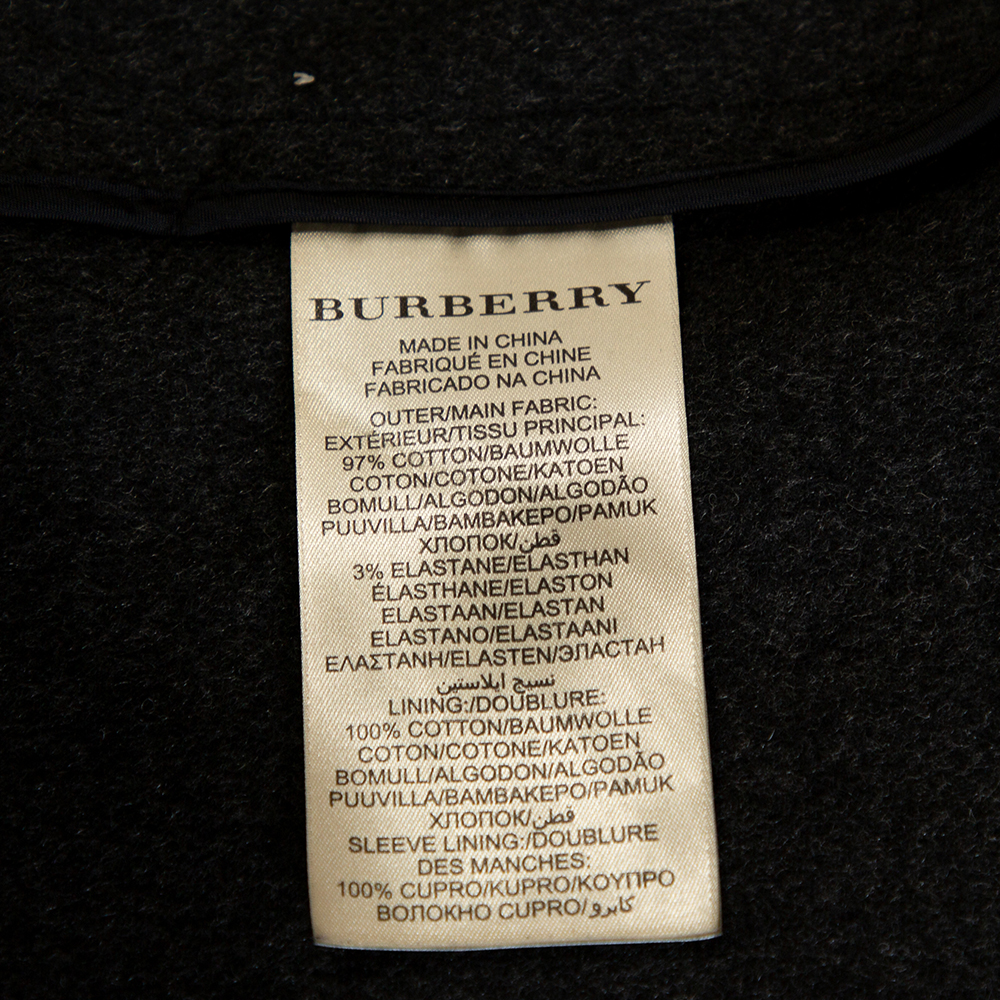 BURBERRY
MADE IN CHINA
FABRIQUÉ EN CHINE
FABRICADO NA CHINA
OUTER/MAIN FABRIC:
EXTÉRIEUR/TISSU PRINCIPAL:
97% COTTON/BAUMWOLLE
COTON/COTONE/KATOEN
BOMULL/ALGODON/ALGODÃO
PUUVILLA/ΒΑΜΒΑΚΕΡΟ/PAMUK
ХЛОПОК/قطن
3% ELASTANE/ELASTHAN
ÉLASTHANE/ELASTON
ELASTAAN/ELASTAN
ELASTANO/ELASTAANI
ΕΛΑΣΤΑΝΗ/ELASTEN/ЭЛАСТАН
نسيج ايلاستين
LINING:/DOUBLURE:
100% COTTON/BAUMWOLLE
COTON/COTONE/KATOEN
BOMULL/ALGODON/ALGODÃO
PUUVILLA/ΒΑΜΒΑΚΕΡΟ/PAMUK
ХЛОПОК/قطن
SLEEVE LINING:/DOUBLURE
DES MANCHES:
100% CUPRO/KUPRO/ΚΟΥΠΡΟ
ВОЛОКНО CUPRO/كابرو